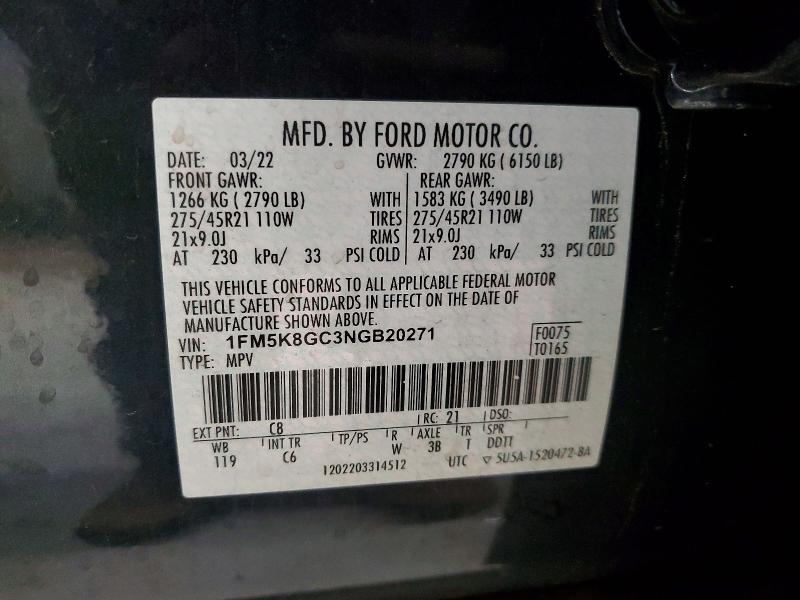 MFD. BY FORD MOTOR CO.
DATE: 03/22 GVWR: 2790 KG ( 6150 LB)
FRONT GAWR: REAR GAWR:
1266 KG ( 2790 LB) WITH 1583 KG ( 3490 LB) WITH
275/45R21 110W TIRES 275/45R21 110W TIRES
21x9.0J RIMS 21x9.0J RIMS
AT 230 kPa/ 33 PSI COLD AT 230 kPa/ 33 PSI COLD
THIS VEHICLE CONFORMS TO ALL APPLICABLE FEDERAL MOTOR
VEHICLE SAFETY STANDARDS IN EFFECT ON THE DATE OF
MANUFACTURE SHOWN ABOVE.
VIN: 1FM5K8GC3NGB20271 F0075
TYPE: MPV T0165
EXT PNT: C8 RC: 21 DSO:
WB INT TR TP/PS R AXLE TR SPR
119 C6 W 3B T DDTT
1202203314512 UTC ▽ 5U5A-1520472-BA